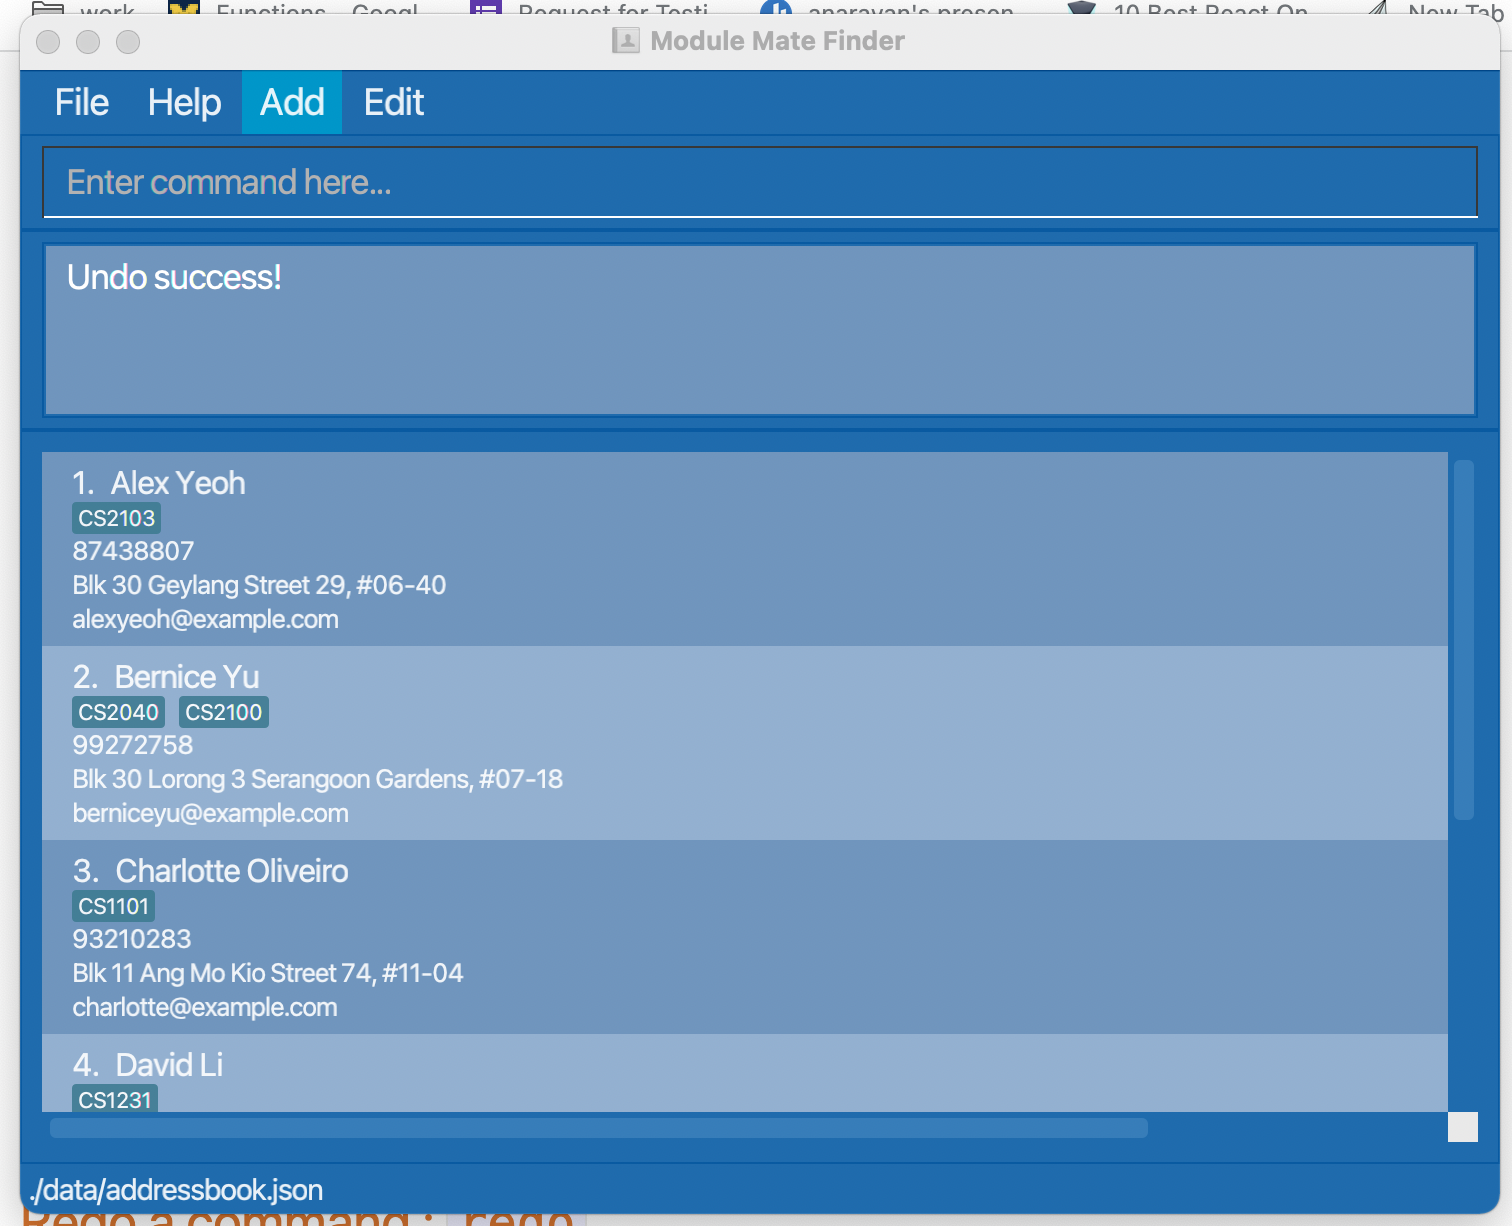 work Functions - Googl Request for Testi anarayan's presen 10 Best React On New Tab
Module Mate Finder
File Help Add Edit
Enter command here...
Undo success!
1. Alex Yeoh
CS2103
87438807
Blk 30 Geylang Street 29, #06-40
alexyeoh@example.com
2. Bernice Yu
CS2040 CS2100
99272758
Blk 30 Lorong 3 Serangoon Gardens, #07-18
berniceyu@example.com
3. Charlotte Oliveiro
CS1101
93210283
Blk 11 Ang Mo Kio Street 74, #11-04
charlotte@example.com
4. David Li
CS1231
./data/addressbook.json
Redo a command : redo